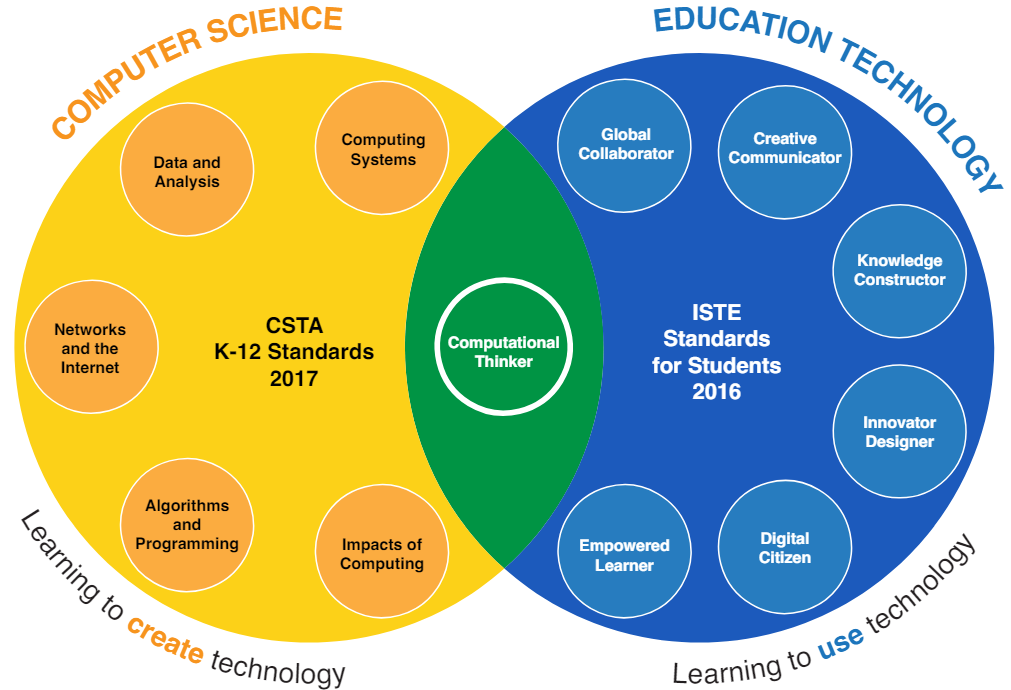 COMPUTER SCIENCE
EDUCATION TECHNOLOGY
Data and
Analysis
Computing
Systems
Networks
and the
Internet
CSTA
K-12 Standards
2017
Algorithms
and
Programming
Impacts of
Computing
Computational
Thinker
Global
Collaborator
Creative
Communicator
Knowledge
Constructor
ISTE
Standards
for Students
2016
Innovator
Designer
Empowered
Learner
Digital
Citizen
Learning to create technology
Learning to use technology